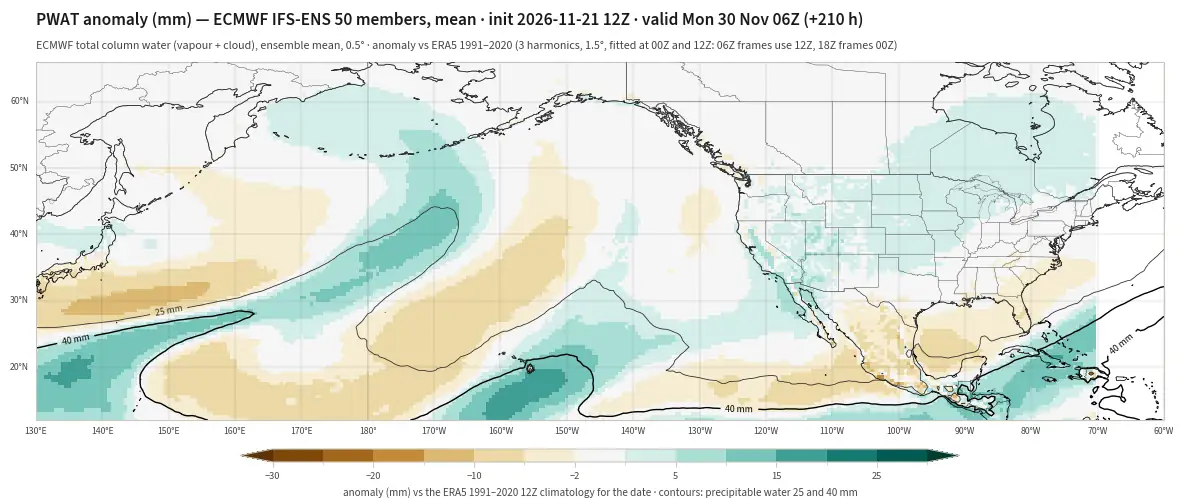 PWAT anomaly (mm) — ECMWF IFS-ENS 50 members, mean · init 2026-11-21 12Z · valid Mon 30 Nov 06Z (+210 h)
ECMWF total column water (vapour + cloud), ensemble mean, 0.5° · anomaly vs ERA5 1991–2020 (3 harmonics, 1.5°, fitted at 00Z and 12Z: 06Z frames use 12Z, 18Z frames 00Z)
60°N
50°N
40°N
30°N
20°N
25 mm
40 mm
40 mm
40 mm
130°E 140°E 150°E 160°E 170°E 180° 170°W 160°W 150°W 140°W 130°W 120°W 110°W 100°W 90°W 80°W 70°W 60°W
−30 −20 −10 −2 5 15 25
anomaly (mm) vs the ERA5 1991–2020 12Z climatology for the date · contours: precipitable water 25 and 40 mm